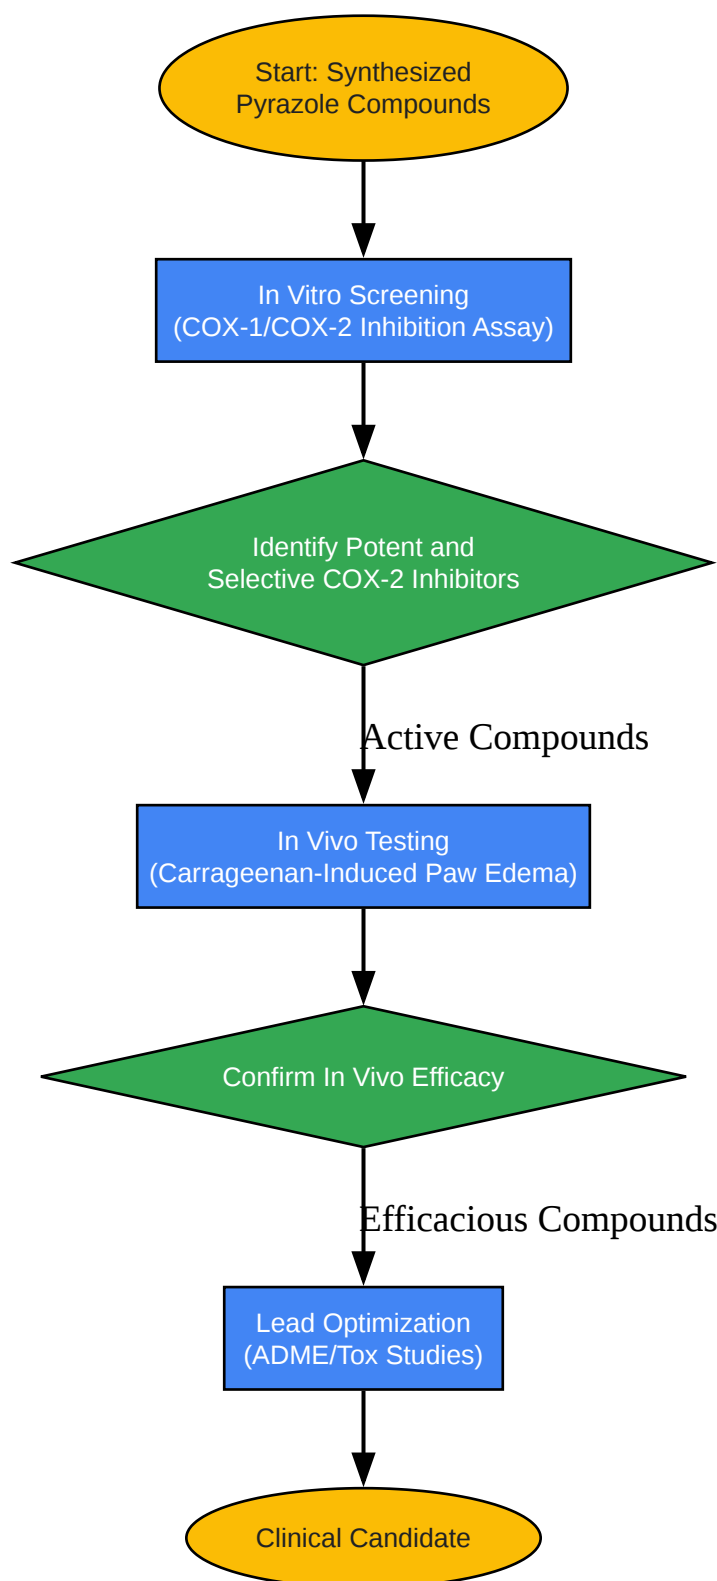 Start: Synthesized
Pyrazole Compounds
In Vitro Screening
(COX-1/COX-2 Inhibition Assay)
Identify Potent and
Selective COX-2 Inhibitors
Active Compounds
In Vivo Testing
(Carrageenan-Induced Paw Edema)
Confirm In Vivo Efficacy
Efficacious Compounds
Lead Optimization
(ADME/Tox Studies)
Clinical Candidate